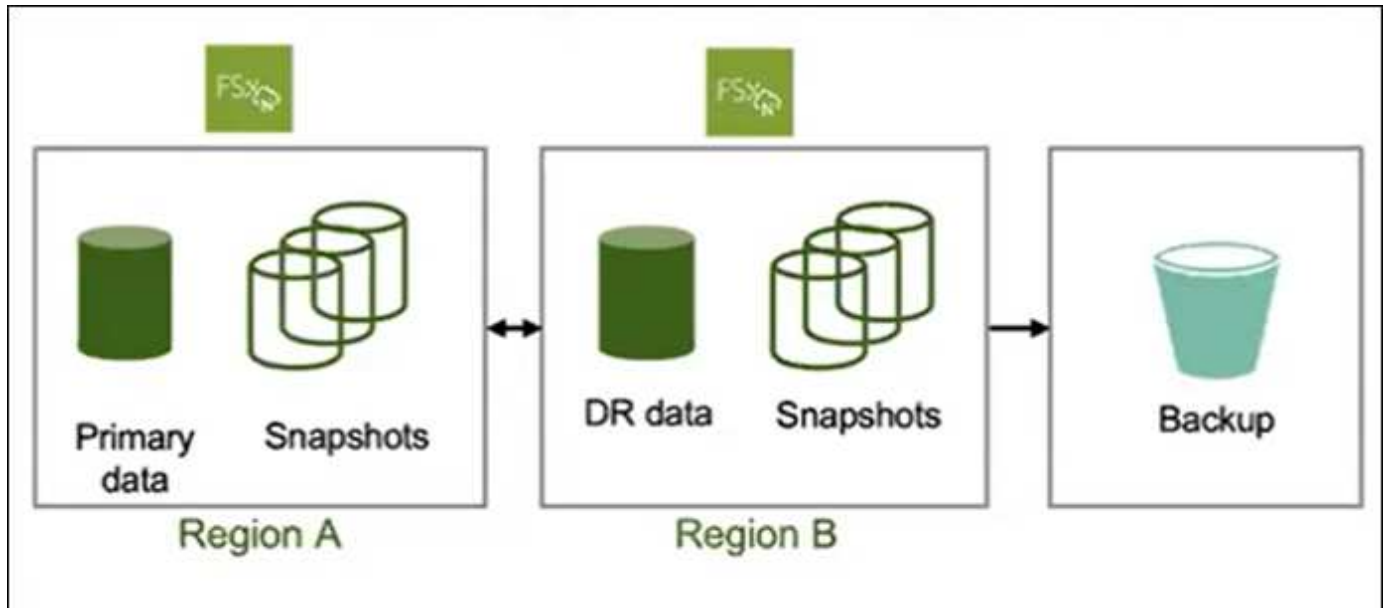 FSx
N
FSx
N
Primary
data
Snapshots
DR data
Snapshots
Backup
Region A
Region B